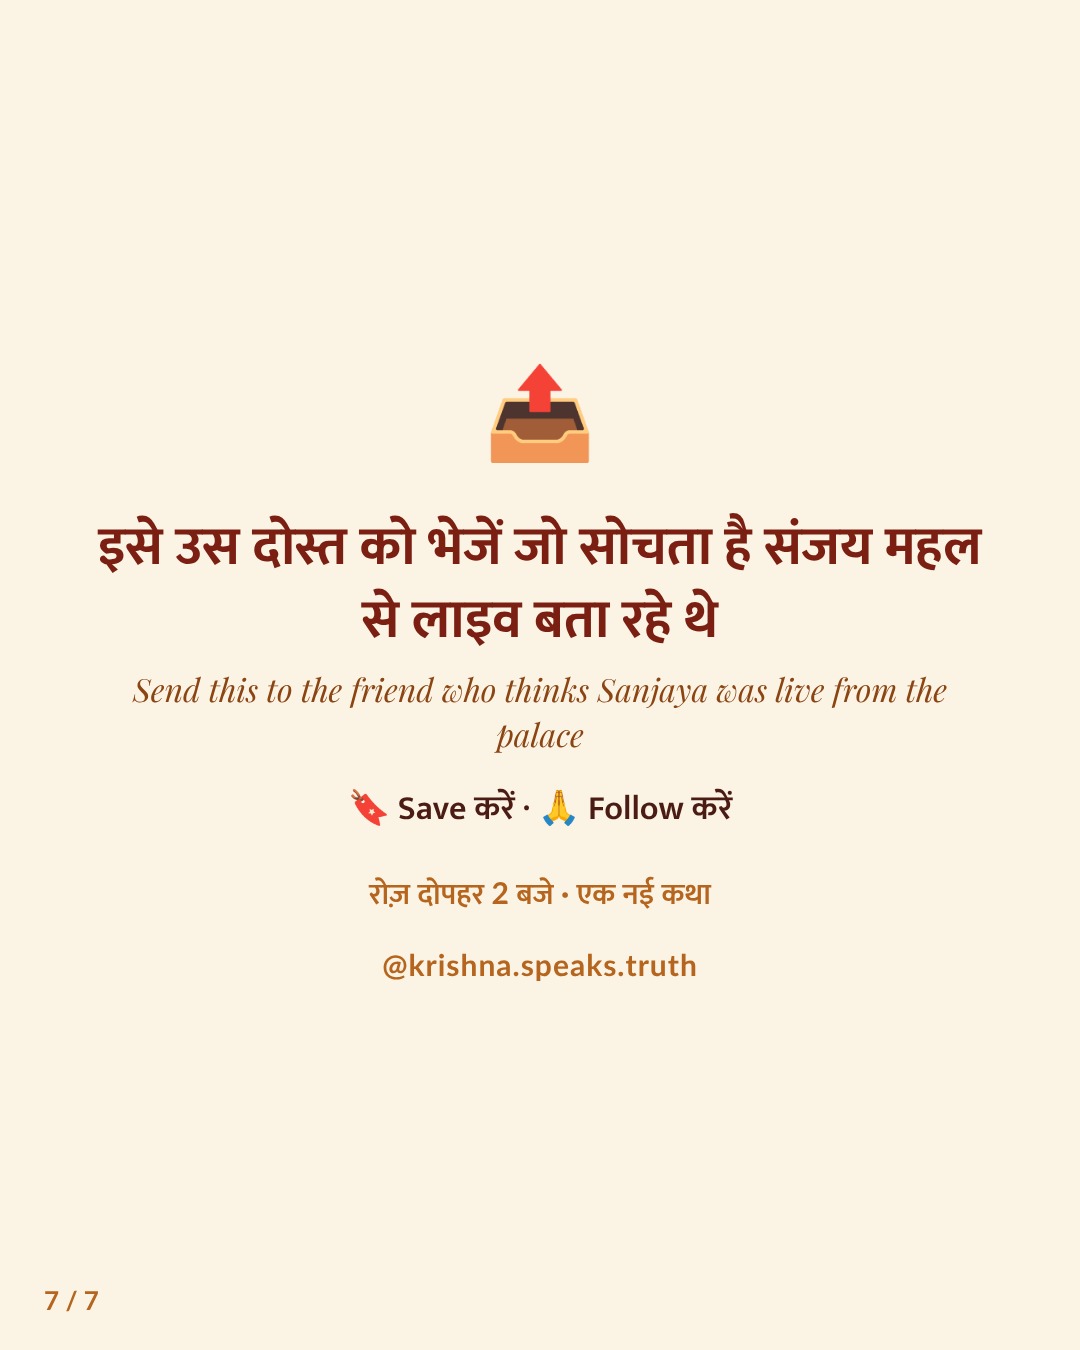 इसे उस दोस्त को भेजें जो सोचता है संजय महल
से लाइव बता रहे थे
Send this to the friend who thinks Sanjaya was live from the
palace
🔖 Save करें · 🙏 Follow करें
रोज़ दोपहर 2 बजे · एक नई कथा
@krishna.speaks.truth
7 / 7